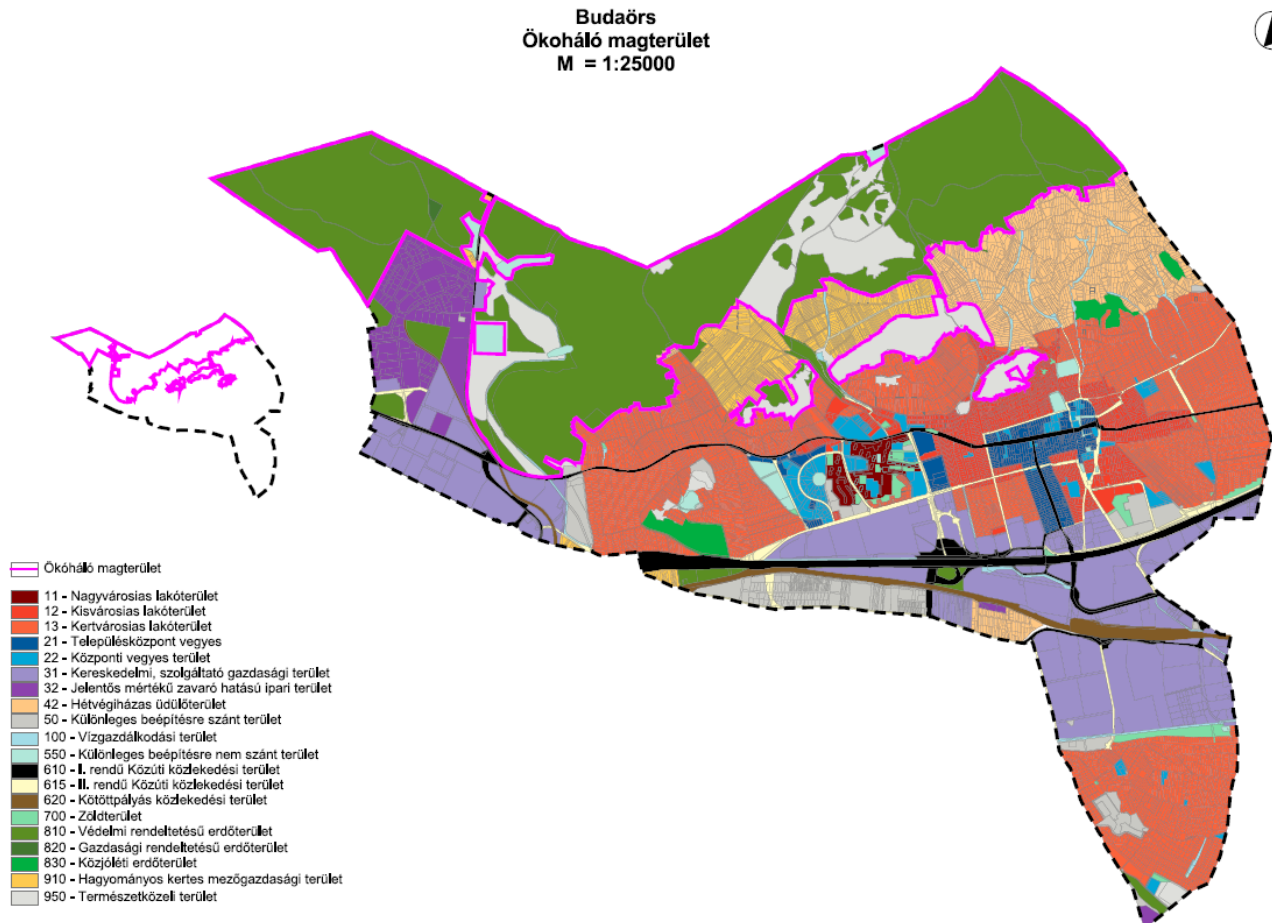 Budaörs
Ökoháló magterület
M = 1:25000
Ökóháló magterület
11 - Nagyvárosias lakóterület
12 - Kisvárosias lakóterület
13 - Kertvárosias lakóterület
21 - Településközpont vegyes
22 - Központi vegyes terület
31 - Kereskedelmi, szolgáltató gazdasági terület
32 - Jelentős mértékű zavaró hatású ipari terület
42 - Hétvégiházas üdülőterület
50 - Különleges beépítésre szánt terület
100 - Vízgazdálkodási terület
550 - Különleges beépítésre nem szánt terület
610 - I. rendű Közúti közlekedési terület
615 - II. rendű Közúti közlekedési terület
620 - Kötöttpályás közlekedési terület
700 - Zöldterület
810 - Védelmi rendeltetésű erdőterület
820 - Gazdasági rendeltetésű erdőterület
830 - Közjóléti erdőterület
910 - Hagyományos kertes mezőgazdasági terület
950 - Természetközeli terület